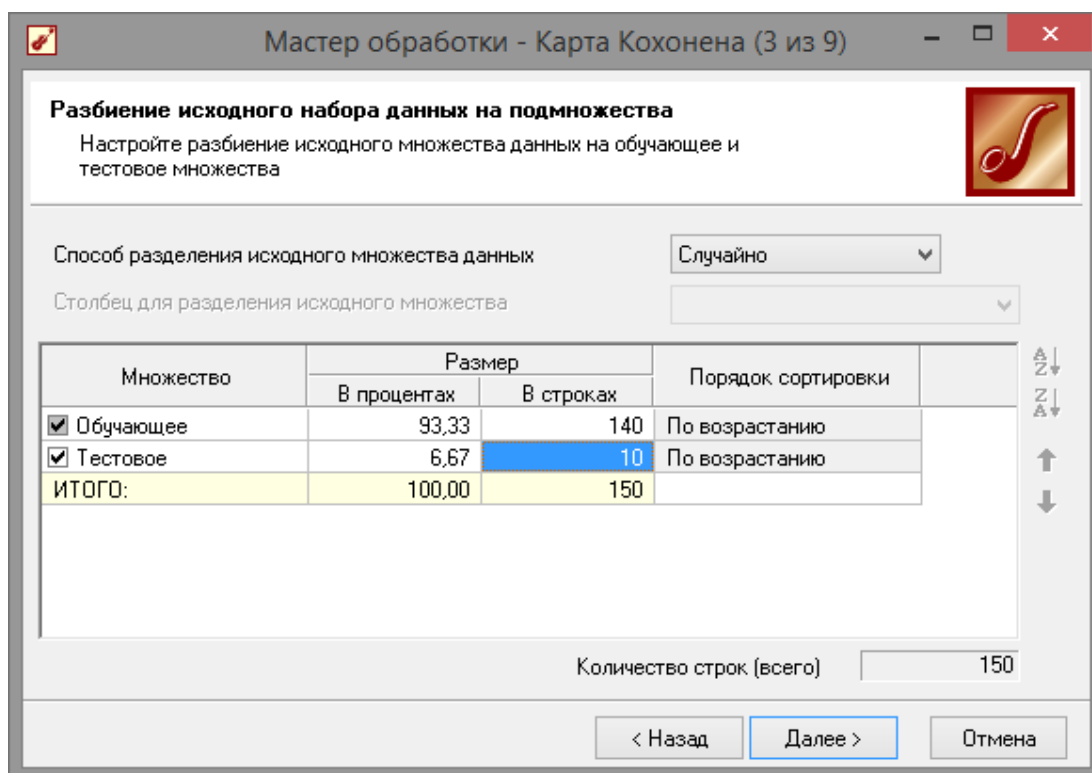 Мастер обработки - Карта Кохонена (3 из 9)
Разбиение исходного набора данных на подмножества
Настройте разбиение исходного множества данных на обучающее и
тестовое множества
Способ разделения исходного множества данных Случайно
Столбец для разделения исходного множества
Множество Размер Порядок сортировки
В процентах В строках
Обучающее 93,33 140 По возрастанию
Тестовое 6,67 10 По возрастанию
ИТОГО: 100,00 150
Количество строк (всего) 150
< Назад Далее > Отмена